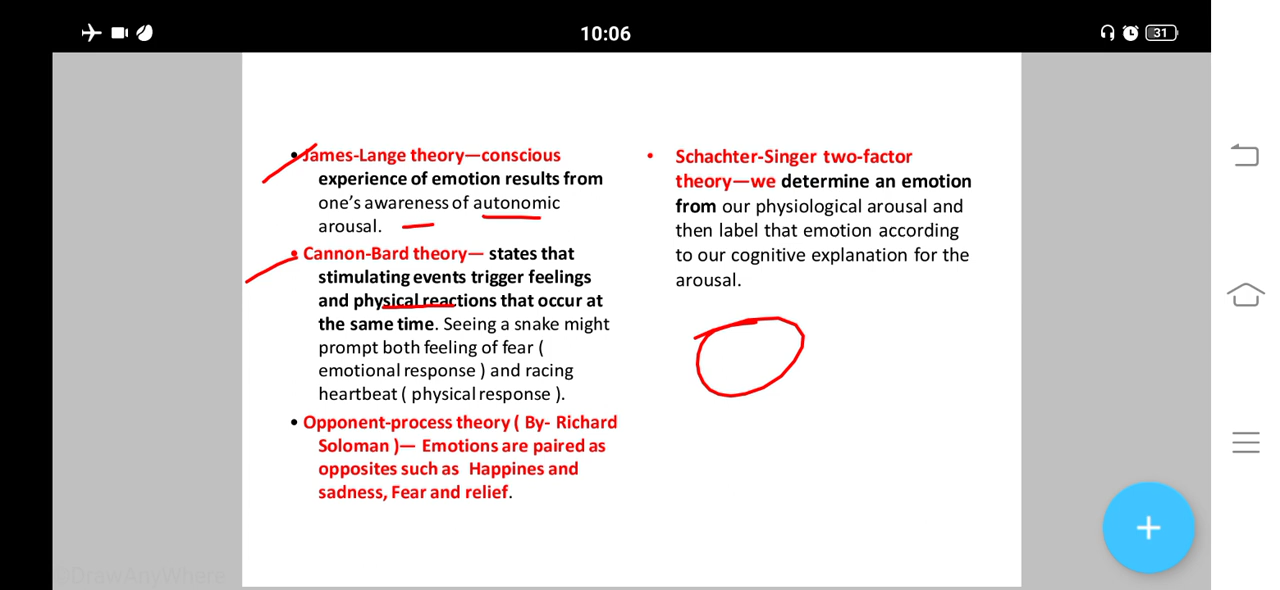 10:06
31
• James-Lange theory—conscious
experience of emotion results from
one's awareness of autonomic
arousal.
• Cannon-Bard theory— states that
stimulating events trigger feelings
and physical reactions that occur at
the same time. Seeing a snake might
prompt both feeling of fear (
emotional response ) and racing
heartbeat ( physical response ).
• Opponent-process theory ( By- Richard
Soloman )— Emotions are paired as
opposites such as Happines and
sadness, Fear and relief.
• Schachter-Singer two-factor
theory—we determine an emotion
from our physiological arousal and
then label that emotion according
to our cognitive explanation for the
arousal.
DrawAnyWhere